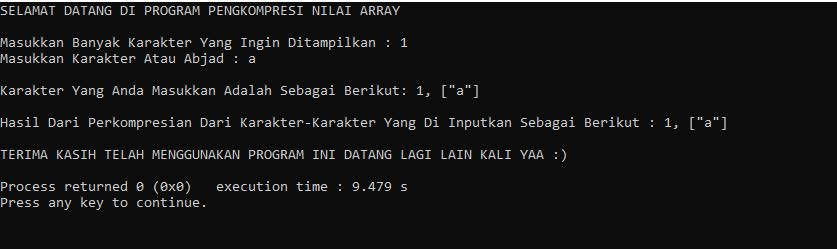 SELAMAT DATANG DI PROGRAM PENGKOMPRESI NILAI ARRAY
Masukkan Banyak Karakter Yang Ingin Ditampilkan : 1
Masukkan Karakter Atau Abjad : a
Karakter Yang Anda Masukkan Adalah Sebagai Berikut: 1, ["a"]
Hasil Dari Perkompresian Dari Karakter-Karakter Yang Di Inputkan Sebagai Berikut : 1, ["a"]
TERIMA KASIH TELAH MENGGUNAKAN PROGRAM INI DATANG LAGI LAIN KALI YAA :)
Process returned 0 (0x0)   execution time : 9.479 s
Press any key to continue.